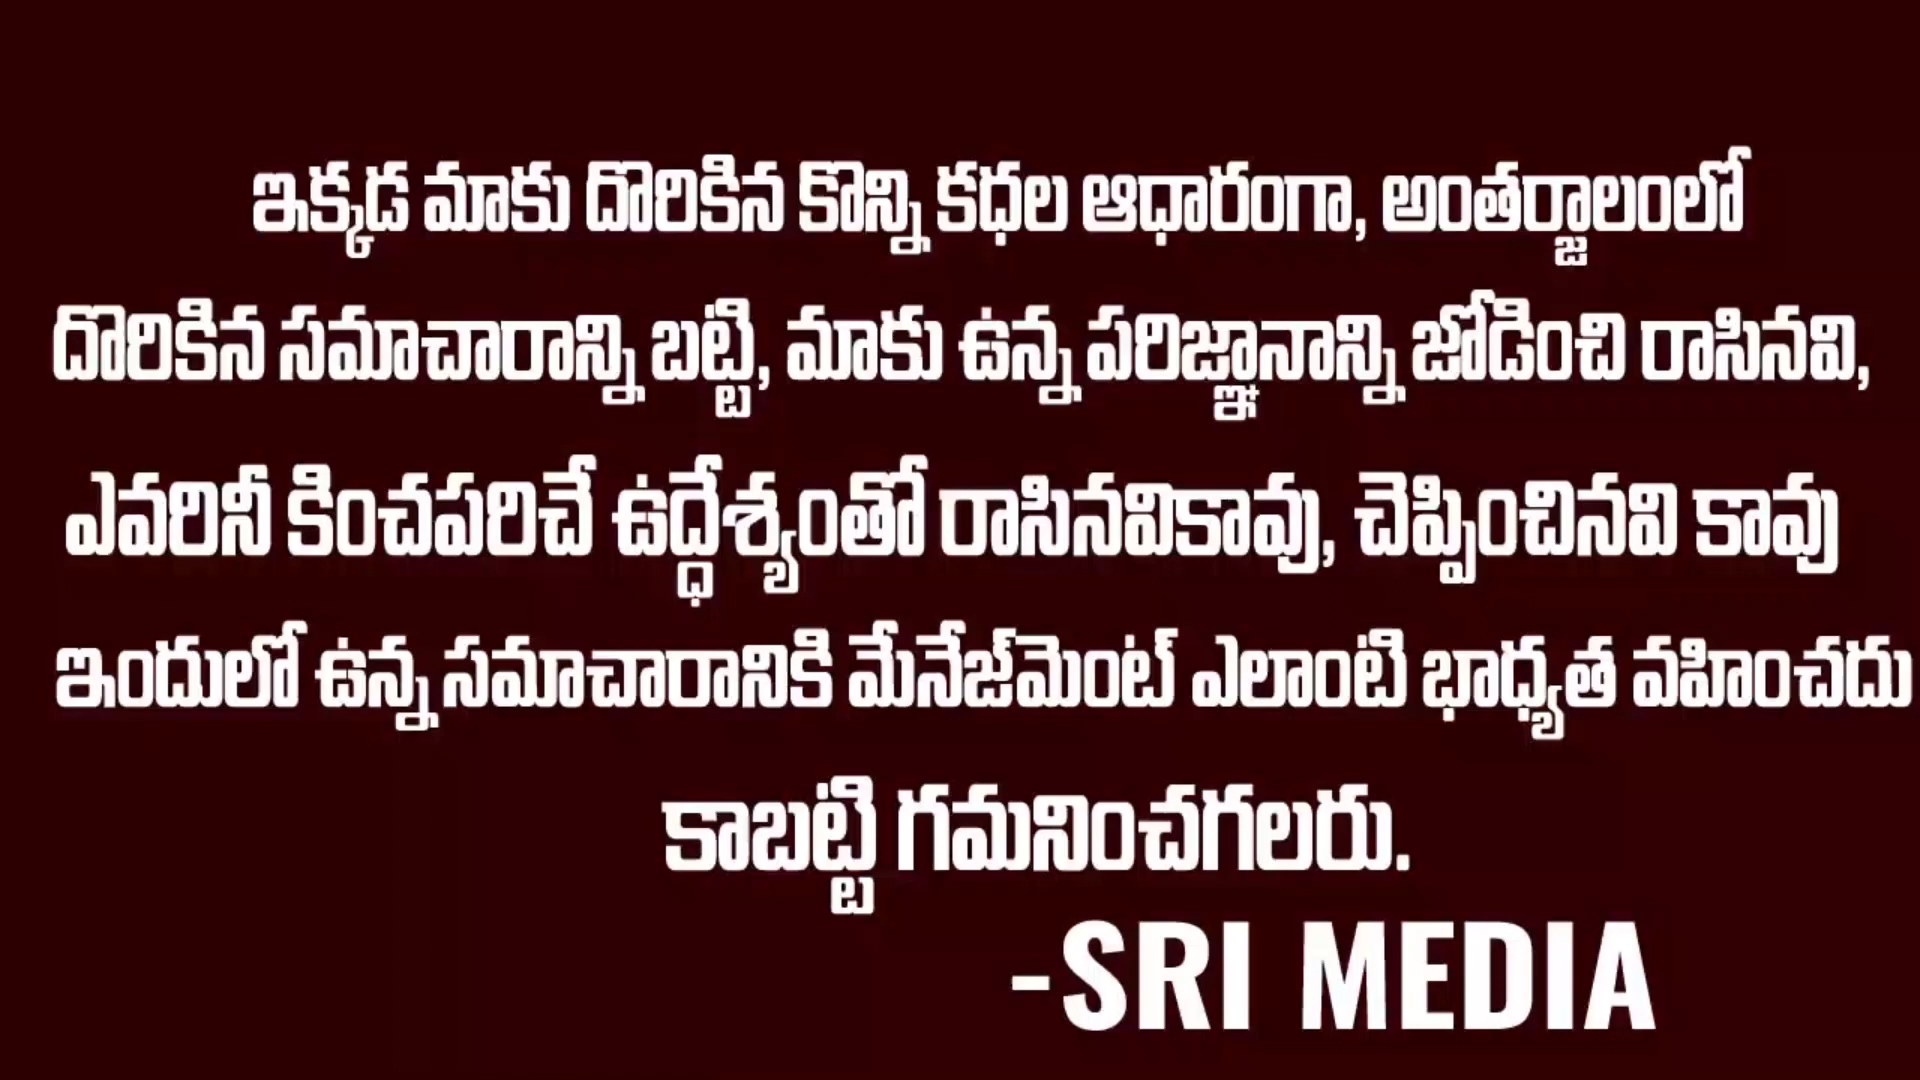 ఇక్కడ మాకు దొరికిన కొన్ని కధల ఆధారంగా, అంతర్జాలంలో
దొరికిన సమాచారాన్ని బట్టి, మాకు ఉన్న పరిజ్ఞానాన్ని జోడించి రాసినవి,
ఎవరినీ కించపరిచే ఉద్ధేశ్యంతో రాసినవికావు, చెప్పించినవి కావు
ఇందులో ఉన్న సమాచారానికి మేనేజ్‌మెంట్ ఎలాంటి భాధ్యత వహించదు
కాబట్టి గమనించగలరు.
-SRI MEDIA